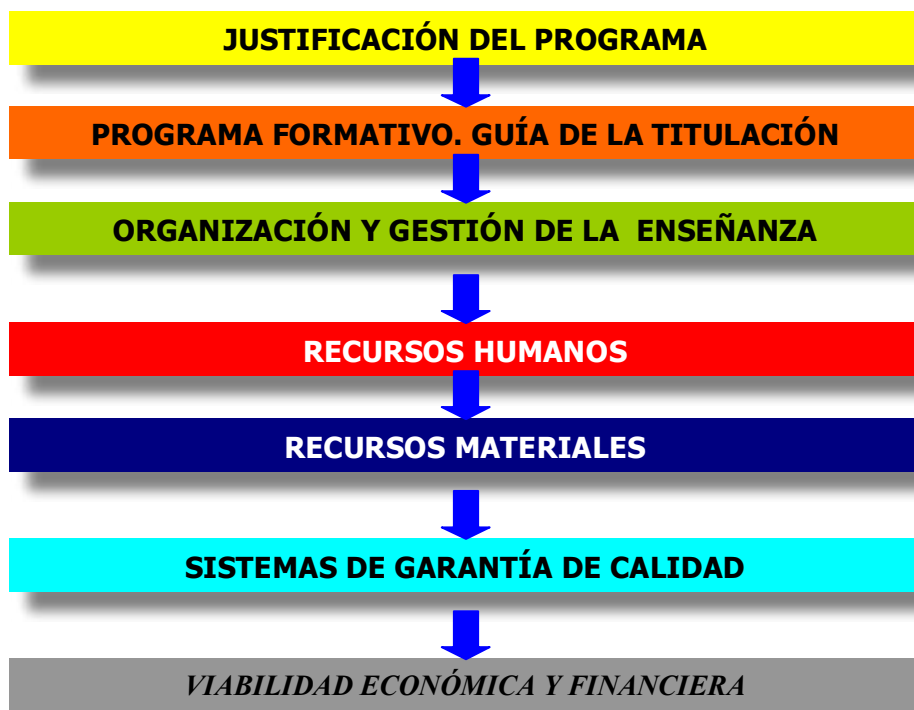 JUSTIFICACIÓN DEL PROGRAMA
PROGRAMA FORMATIVO. GUÍA DE LA TITULACIÓN
ORGANIZACIÓN Y GESTIÓN DE LA ENSEÑANZA
RECURSOS HUMANOS
RECURSOS MATERIALES
SISTEMAS DE GARANTÍA DE CALIDAD
VIABILIDAD ECONÓMICA Y FINANCIERA